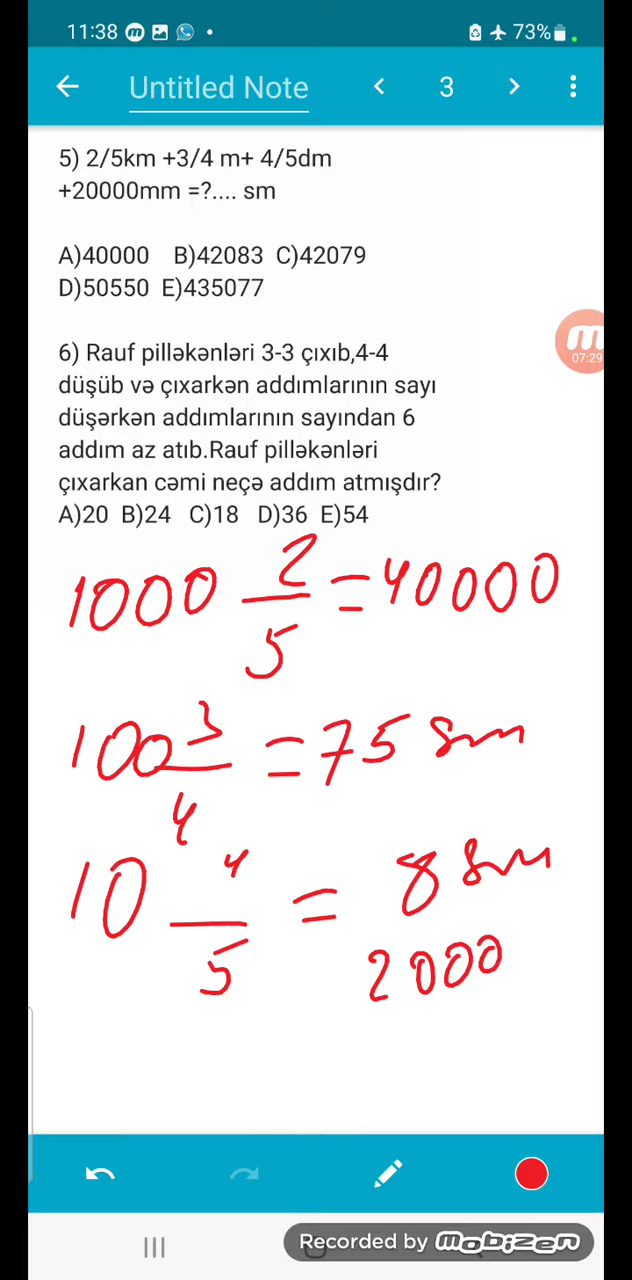 11:38 73%
Untitled Note < 3 >
5) 2/5km +3/4 m+ 4/5dm
+20000mm =?.... sm
A)40000 B)42083 C)42079
D)50550 E)435077
07:29
6) Rauf pilləkənləri 3-3 çıxıb,4-4
düşüb və çıxarkən addımlarının sayı
düşərkən addımlarının sayından 6
addım az atıb.Rauf pilləkənləri
çıxarkan cəmi neçə addım atmışdır?
A)20 B)24 C)18 D)36 E)54
1000 2/5 =40000
100 3/4 =75 sm
10 4/5 = 8 sm
2000
Recorded by mobizen